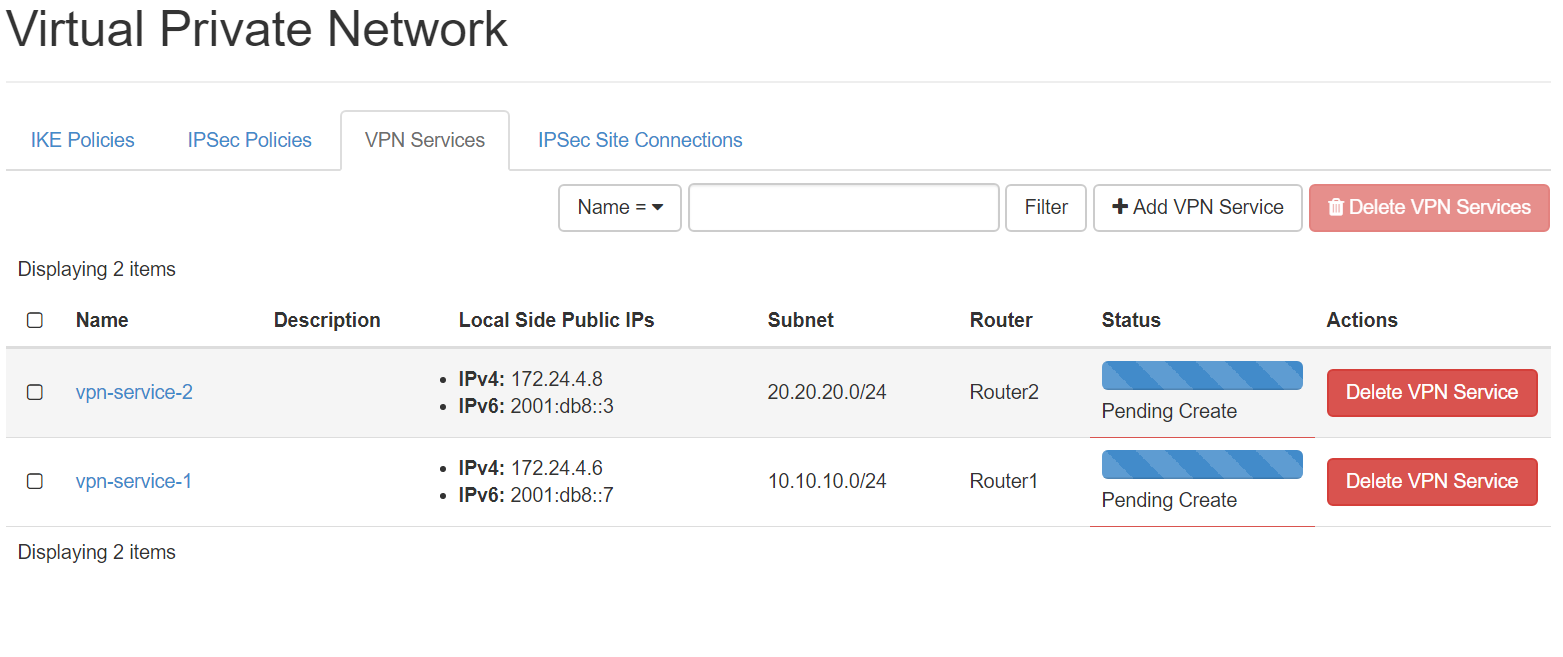 Virtual Private Network
IKE Policies IPSec Policies VPN Services IPSec Site Connections
Name = Filter Add VPN Service Delete VPN Services
Displaying 2 items
Name Description Local Side Public IPs Subnet Router Status Actions
vpn-service-2 IPv4: 172.24.4.8 20.20.20.0/24 Router2 Delete VPN Service
IPv6: 2001:db8::3 Pending Create
vpn-service-1 IPv4: 172.24.4.6 10.10.10.0/24 Router1 Delete VPN Service
IPv6: 2001:db8::7 Pending Create
Displaying 2 items